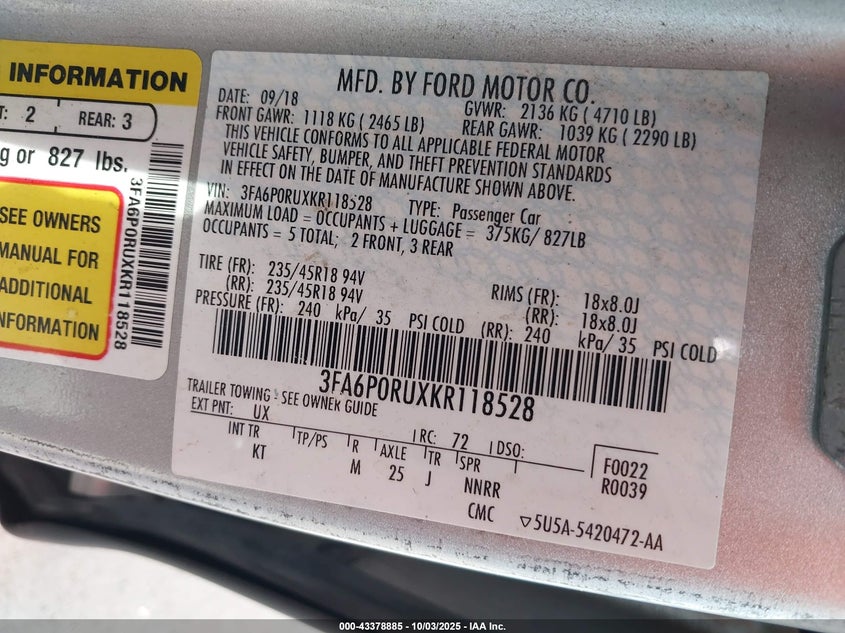 INFORMATION
T: 2 REAR: 3
g or 827 lbs.
SEE OWNERS
MANUAL FOR
ADDITIONAL
INFORMATION
3FA6P0RUXKR118528
MFD. BY FORD MOTOR CO.
DATE: 09/18 GVWR: 2136 KG ( 4710 LB)
FRONT GAWR: 1118 KG ( 2465 LB) REAR GAWR: 1039 KG ( 2290 LB)
THIS VEHICLE CONFORMS TO ALL APPLICABLE FEDERAL MOTOR
VEHICLE SAFETY, BUMPER, AND THEFT PREVENTION STANDARDS
IN EFFECT ON THE DATE OF MANUFACTURE SHOWN ABOVE.
VIN: 3FA6P0RUXKR118528 TYPE: Passenger Car
MAXIMUM LOAD = OCCUPANTS + LUGGAGE = 375KG/ 827LB
OCCUPANTS = 5 TOTAL; 2 FRONT, 3 REAR
TIRE (FR): 235/45R18 94V RIMS (FR): 18x8.0J
(RR): 235/45R18 94V (RR): 18x8.0J
PRESSURE (FR): 240 kPa/ 35 PSI COLD (RR): 240 kPa/ 35 PSI COLD
3FA6P0RUXKR118528
TRAILER TOWING - SEE OWNER GUIDE
EXT PNT: UX RC: 72 DSO:
INT TR TP/PS R AXLE TR SPR
KT M 25 J NNRR
CMC
F0022
R0039
▽5U5A-5420472-AA
000-43378885 - 10/03/2025 - IAA Inc.